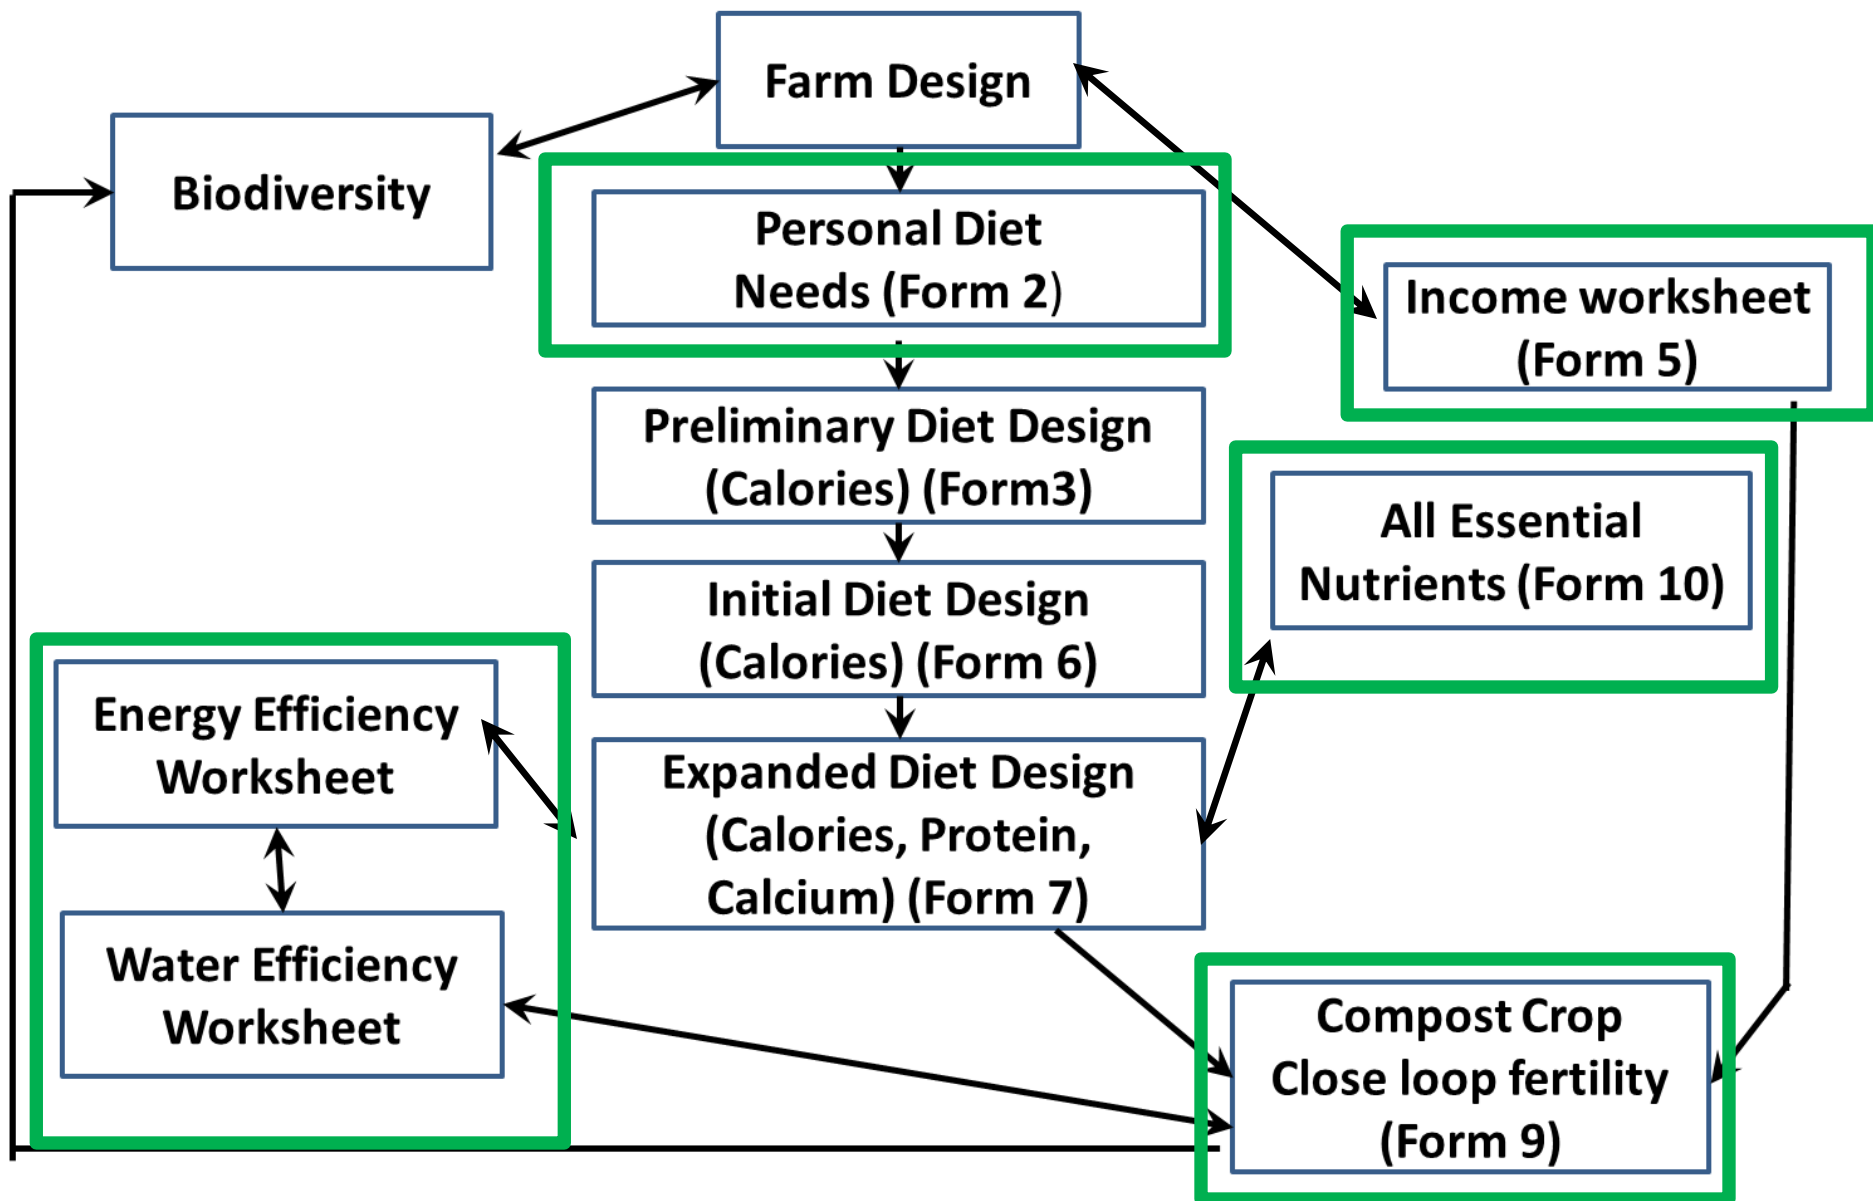 Farm Design
Biodiversity
Personal Diet
Needs (Form 2)
Income worksheet
(Form 5)
Preliminary Diet Design
(Calories) (Form3)
All Essential
Nutrients (Form 10)
Initial Diet Design
(Calories) (Form 6)
Energy Efficiency
Worksheet
Expanded Diet Design
(Calories, Protein,
Calcium) (Form 7)
Water Efficiency
Worksheet
Compost Crop
Close loop fertility
(Form 9)